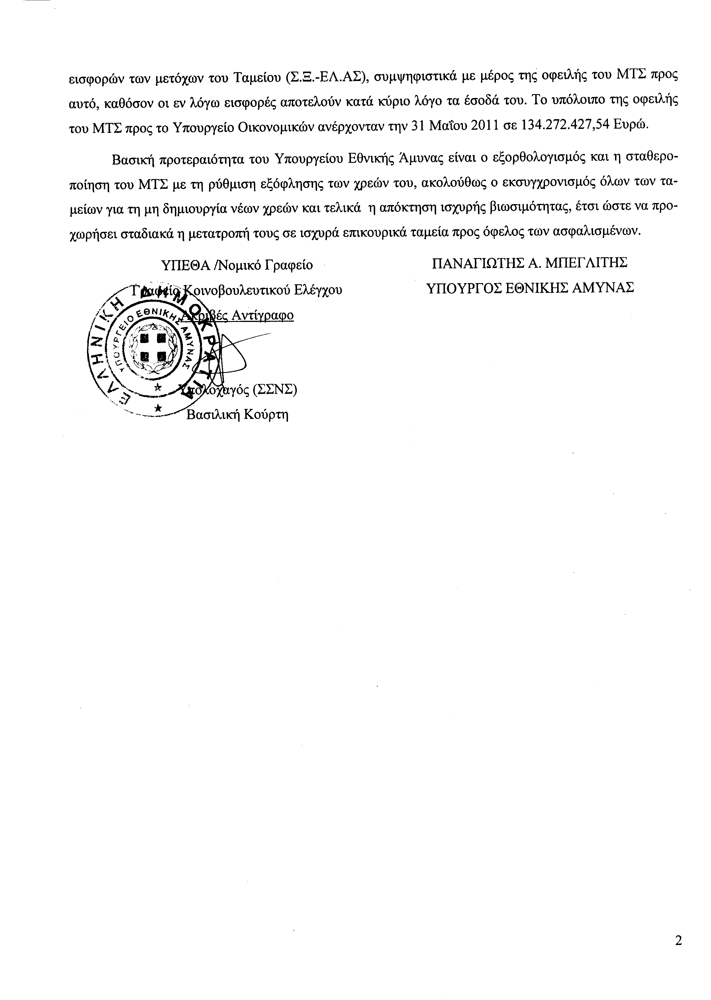 εισφορών των μετόχων του Ταμείου (Σ.Ξ.-ΕΛ.ΑΣ), συμψηφιστικά με μέρος της οφειλής του ΜΤΣ προς
αυτό, καθόσον οι εν λόγω εισφορές αποτελούν κατά κύριο λόγο τα έσοδά του. Το υπόλοιπο της οφειλής
του ΜΤΣ προς το Υπουργείο Οικονομικών ανέρχονταν την 31 Μαΐου 2011 σε 134.272.427,54 Ευρώ.
Βασική προτεραιότητα του Υπουργείου Εθνικής Άμυνας είναι ο εξορθολογισμός και η σταθερο-
ποίηση του ΜΤΣ με τη ρύθμιση εξόφλησης των χρεών του, ακολούθως ο εκσυγχρονισμός όλων των τα-
μείων για τη μη δημιουργία νέων χρεών και τελικά η απόκτηση ισχυρής βιωσιμότητας, έτσι ώστε να προ-
χωρήσει σταδιακά η μετατροπή τους σε ισχυρά επικουρικά ταμεία προς όφελος των ασφαλισμένων.
ΥΠΕΘΑ /Νομικό Γραφείο
Γραφείο Κοινοβουλευτικού Ελέγχου
Ακριβές Αντίγραφο
ΕΛΛΗΝΙΚΗ ΔΗΜΟΚΡΑΤΙΑ
ΥΠΟΥΡΓΕΙΟ ΕΘΝΙΚΗΣ ΑΜΥΝΑΣ
Υπολοχαγός (ΣΣΝΣ)
Βασιλική Κούρτη
ΠΑΝΑΓΙΩΤΗΣ Α. ΜΠΕΓΛΙΤΗΣ
ΥΠΟΥΡΓΟΣ ΕΘΝΙΚΗΣ ΑΜΥΝΑΣ
2